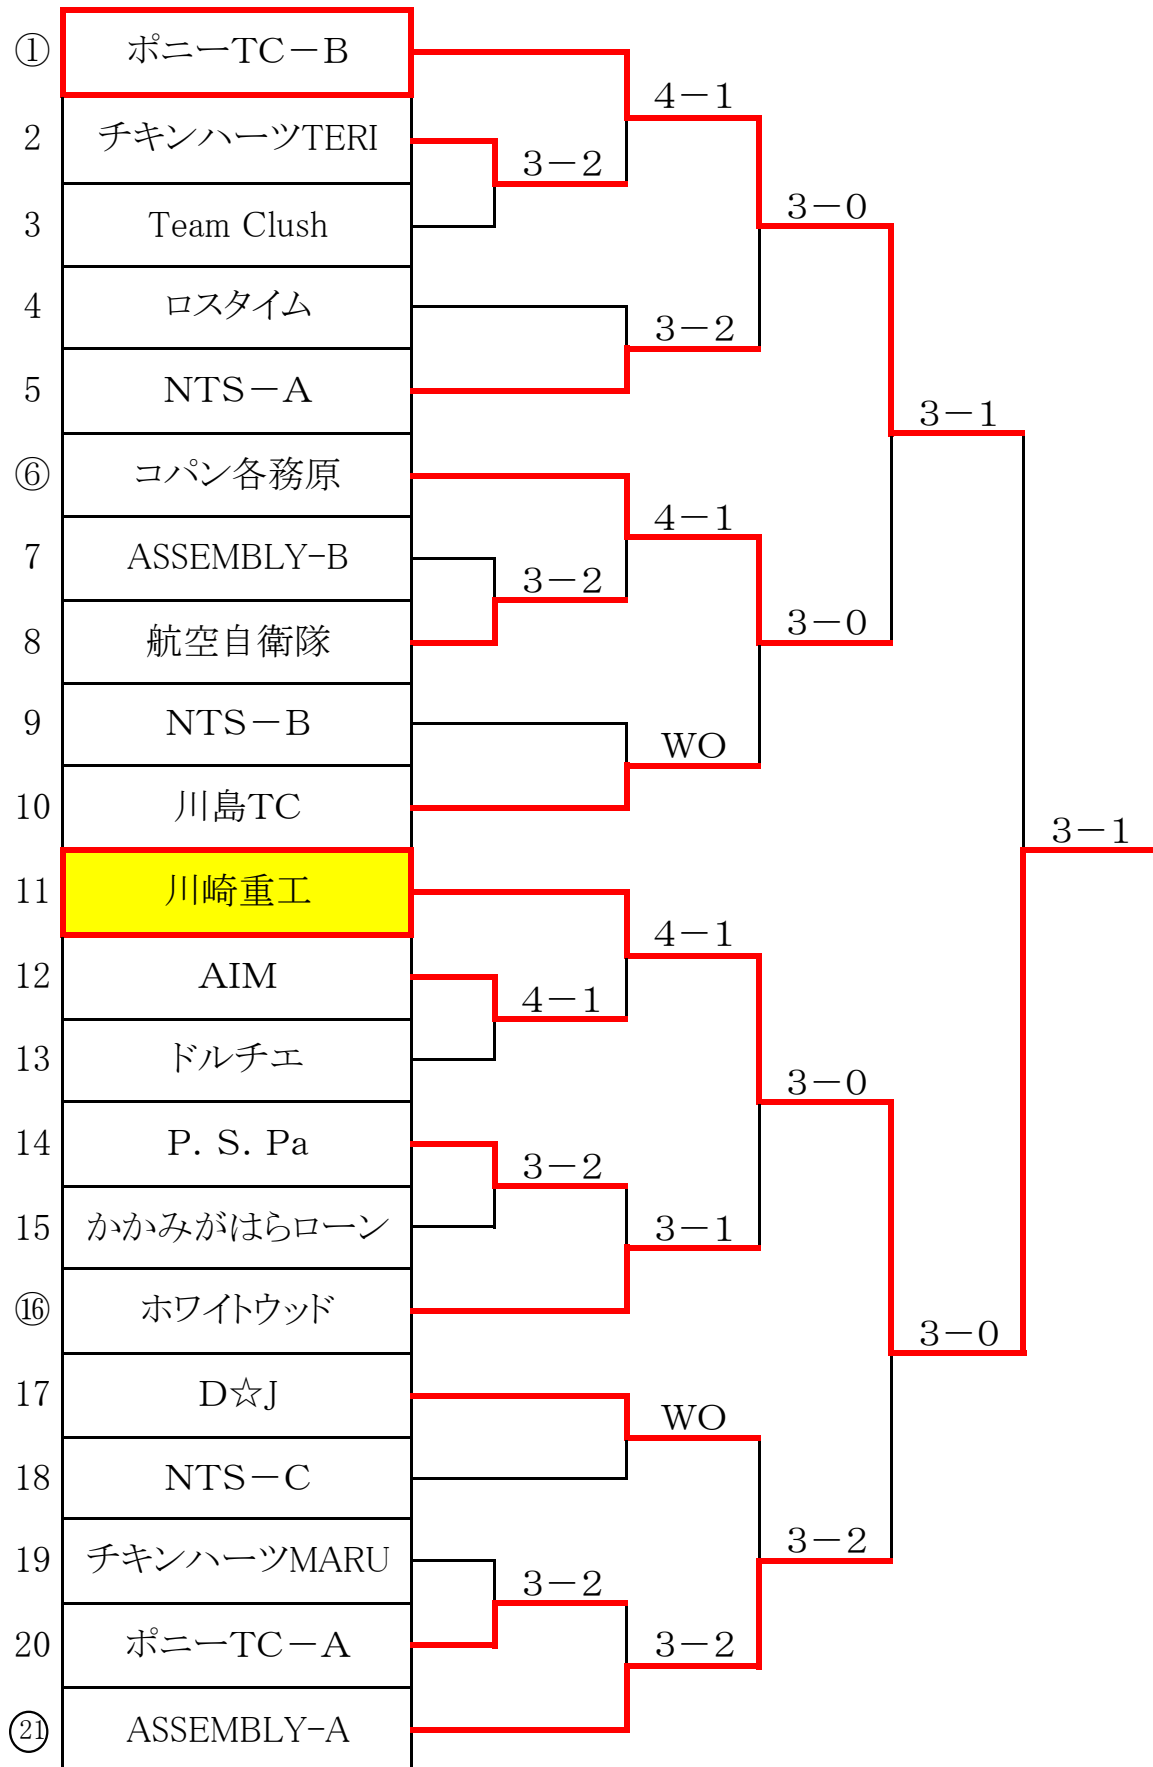 ① ポニーTC－B
4－1
2 チキンハーツTERI
3－2
3 Team Clush
3－0
4 ロスタイム
3－2
5 NTS－A
3－1
⑥ コパン各務原
4－1
7 ASSEMBLY-B
3－2
8 航空自衛隊
3－0
9 NTS－B
WO
10 川島TC
3－1
11 川崎重工
4－1
12 AIM
4－1
13 ドルチエ
3－0
14 P. S. Pa
3－2
15 かかみがはらローン
3－1
⑯ ホワイトウッド
3－0
17 D☆J
WO
18 NTS－C
3－2
19 チキンハーツMARU
3－2
20 ポニーTC－A
3－2
㉑ ASSEMBLY-A